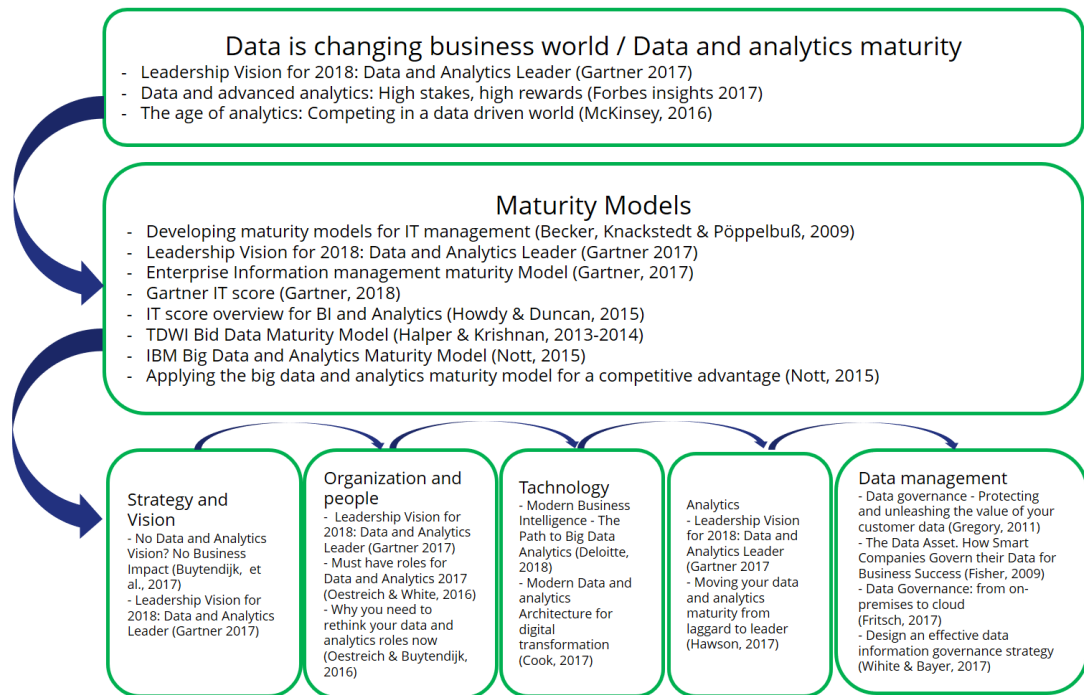 Data is changing business world / Data and analytics maturity
- Leadership Vision for 2018: Data and Analytics Leader (Gartner 2017)
- Data and advanced analytics: High stakes, high rewards (Forbes insights 2017)
- The age of analytics: Competing in a data driven world (McKinsey, 2016)
Maturity Models
- Developing maturity models for IT management (Becker, Knackstedt & Pöppelbuß, 2009)
- Leadership Vision for 2018: Data and Analytics Leader (Gartner 2017)
- Enterprise Information management maturity Model (Gartner, 2017)
- Gartner IT score (Gartner, 2018)
- IT score overview for BI and Analytics (Howdy & Duncan, 2015)
- TDWI Bid Data Maturity Model (Halper & Krishnan, 2013-2014)
- IBM Big Data and Analytics Maturity Model (Nott, 2015)
- Applying the big data and analytics maturity model for a competitive advantage (Nott, 2015)
Strategy and
Vision
- No Data and Analytics
Vision? No Business
Impact (Buytendijk, et
al., 2017)
- Leadership Vision for
2018: Data and Analytics
Leader (Gartner 2017)
Organization and
people
- Leadership Vision for
2018: Data and Analytics
Leader (Gartner 2017)
- Must have roles for
Data and Analytics 2017
(Oestreich & White, 2016)
- Why you need to
rethink your data and
analytics roles now
(Oestreich & Buytendijk,
2016)
Tachnology
- Modern Business
Intelligence - The
Path to Big Data
Analytics (Deloitte,
2018)
- Modern Data and
analytics
Architecture for
digital
transformation
(Cook, 2017)
Analytics
- Leadership Vision
for 2018: Data and
Analytics Leader
(Gartner 2017
- Moving your data
and analytics
maturity from
laggard to leader
(Hawson, 2017)
Data management
- Data governance - Protecting
and unleashing the value of your
customer data (Gregory, 2011)
- The Data Asset. How Smart
Companies Govern their Data for
Business Success (Fisher, 2009)
- Data Governance: from on-
premises to cloud
(Fritsch, 2017)
- Design an effective data
information governance strategy
(Wihite & Bayer, 2017)